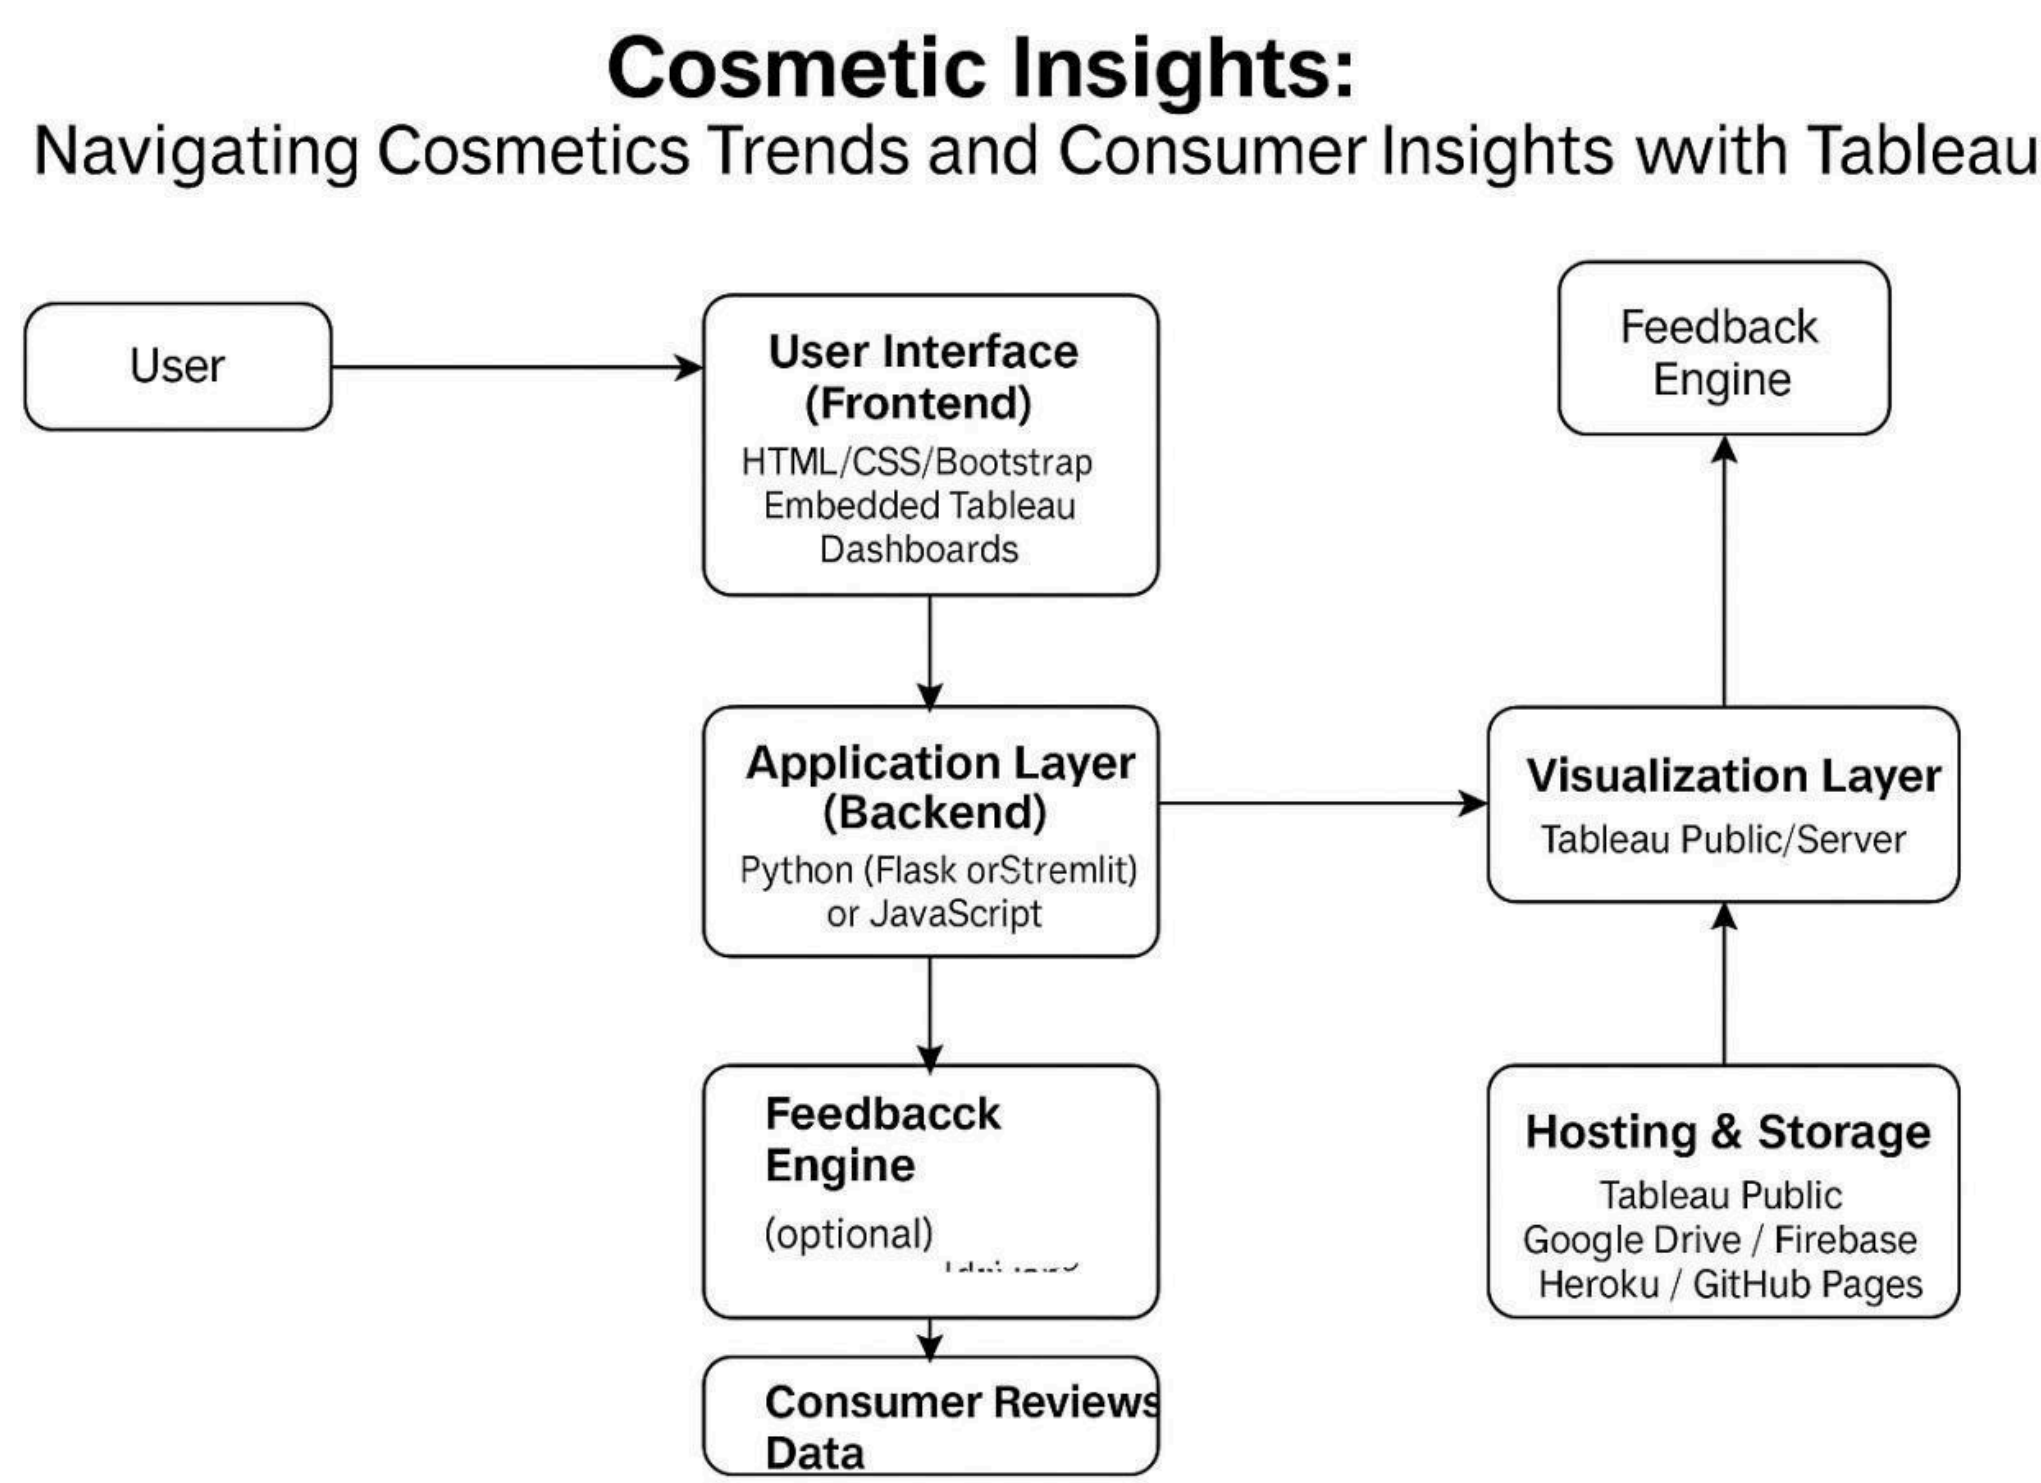 Cosmetic Insights:
Navigating Cosmetics Trends and Consumer Insights wwith Tableau
User
User Interface
(Frontend)
HTML/CSS/Bootstrap
Embedded Tableau
Dashboards
Feedback
Engine
Application Layer
(Backend)
Python (Flask orStremlit)
or JavaScript
Visualization Layer
Tableau Public/Server
Feedbacck
Engine
(optional)
Hosting & Storage
Tableau Public
Google Drive / Firebase
Heroku / GitHub Pages
Consumer Reviews
Data